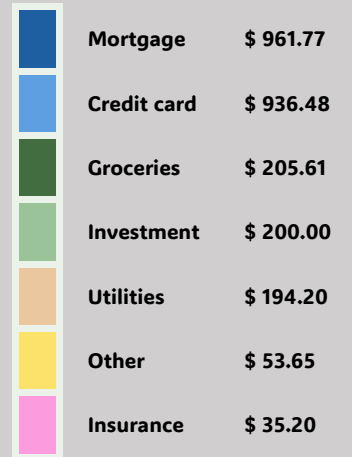 Mortgage $ 961.77
Credit card $ 936.48
Groceries $ 205.61
Investment $ 200.00
Utilities $ 194.20
Other $ 53.65
Insurance $ 35.20